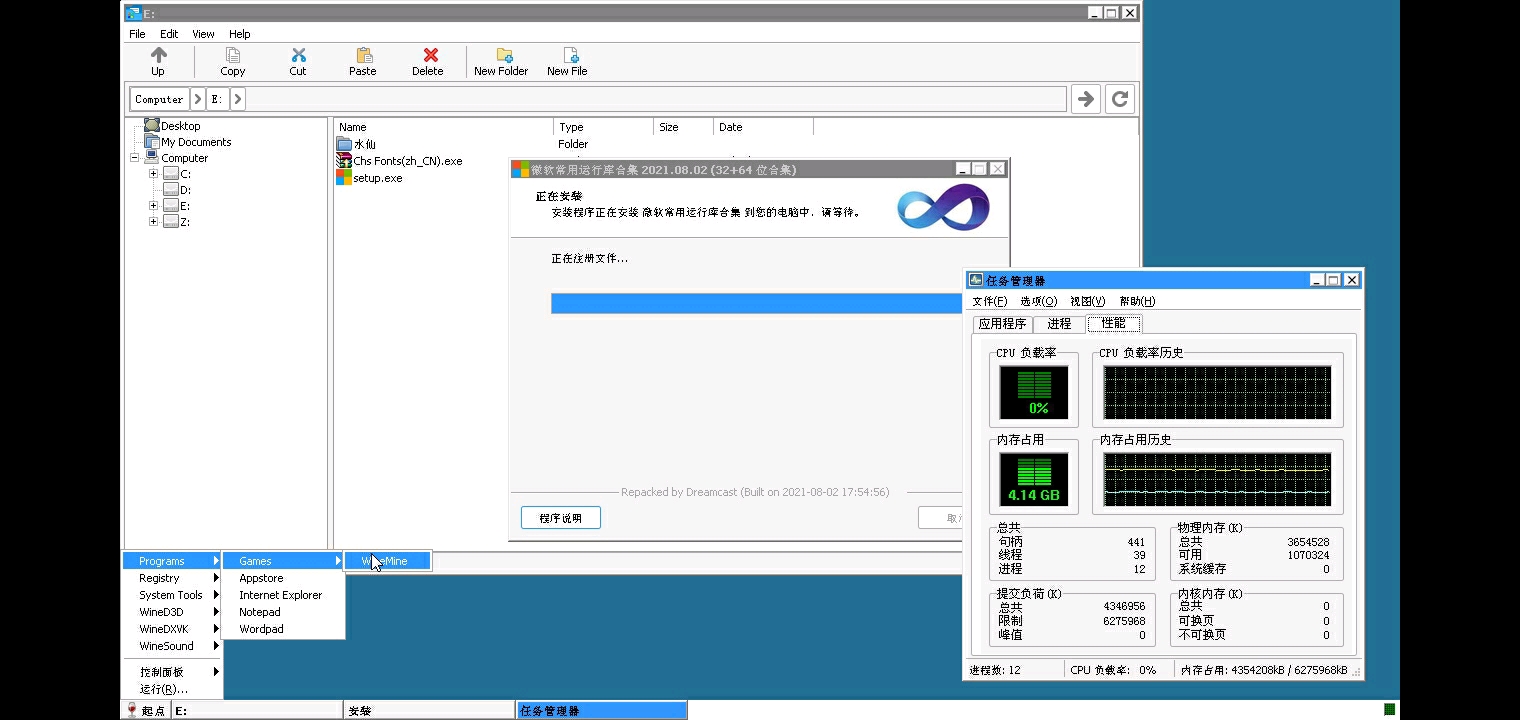 E:
File Edit View Help
Up Copy Cut Paste Delete New Folder New File
Computer E:
Desktop
My Documents
Computer
C:
D:
E:
Z:
Name Type Size Date
水仙 Folder
Chs Fonts(zh_CN).exe
setup.exe
微软常用运行库合集 2021.08.02 (32+64 位合集)
正在安装
安装程序正在安装 微软常用运行库合集 到您的电脑中，请等待。
正在注册文件...
Repacked by Dreamcast (Built on 2021-08-02 17:54:56)
程序说明
任务管理器
文件(F) 选项(O) 视图(V) 帮助(H)
应用程序 进程 性能
CPU 负载率 CPU 负载率历史
0%
内存占用 内存占用历史
4.14 GB
总共
句柄 441
线程 39
进程 12
物理内存(K)
总共 3654528
可用 1070324
系统缓存 0
提交负荷(K)
总共 4346956
限制 6275968
峰值 0
内核内存(K)
总共 0
可换页 0
不可换页 0
进程数: 12 CPU 负载率: 0% 内存占用: 4354208kB / 6275968kB
Programs
Registry
System Tools
WineD3D
WineDXVK
WineSound
控制面板
运行(R)...
Games
Appstore
Internet Explorer
Notepad
Wordpad
WineMine
起点 E: 安装 任务管理器